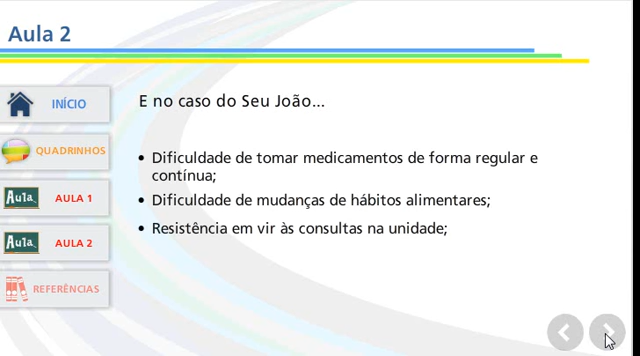 Aula 2
INÍCIO
QUADRINHOS
Aula
AULA 1
Aula
AULA 2
REFERÊNCIAS
E no caso do Seu João...
• Dificuldade de tomar medicamentos de forma regular e
contínua;
• Dificuldade de mudanças de hábitos alimentares;
• Resistência em vir às consultas na unidade;